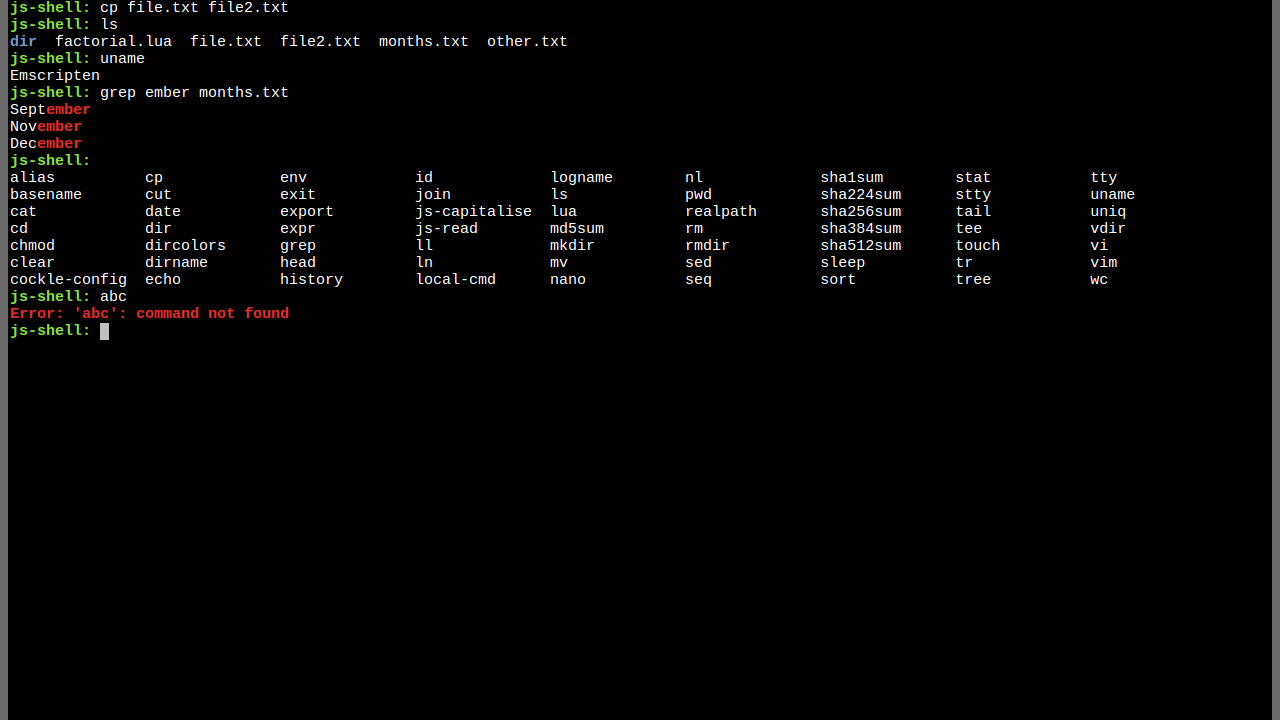 js-shell: cp file.txt file2.txt
js-shell: ls
dir  factorial.lua  file.txt  file2.txt  months.txt  other.txt
js-shell: uname
Emscripten
js-shell: grep ember months.txt
September
November
December
js-shell:
alias          cp             env            id             logname        nl             sha1sum        stat           tty
basename       cut            exit           join           ls             pwd            sha224sum      stty           uname
cat            date           export         js-capitalise  lua            realpath       sha256sum      tail           uniq
cd             dir            expr           js-read        md5sum         rm             sha384sum      tee            vdir
chmod          dircolors      grep           ll             mkdir          rmdir          sha512sum      touch          vi
clear          dirname        head           ln             mv             sed            sleep          tr             vim
cockle-config  echo           history        local-cmd      nano           seq            sort           tree           wc
js-shell: abc
Error: 'abc': command not found
js-shell: